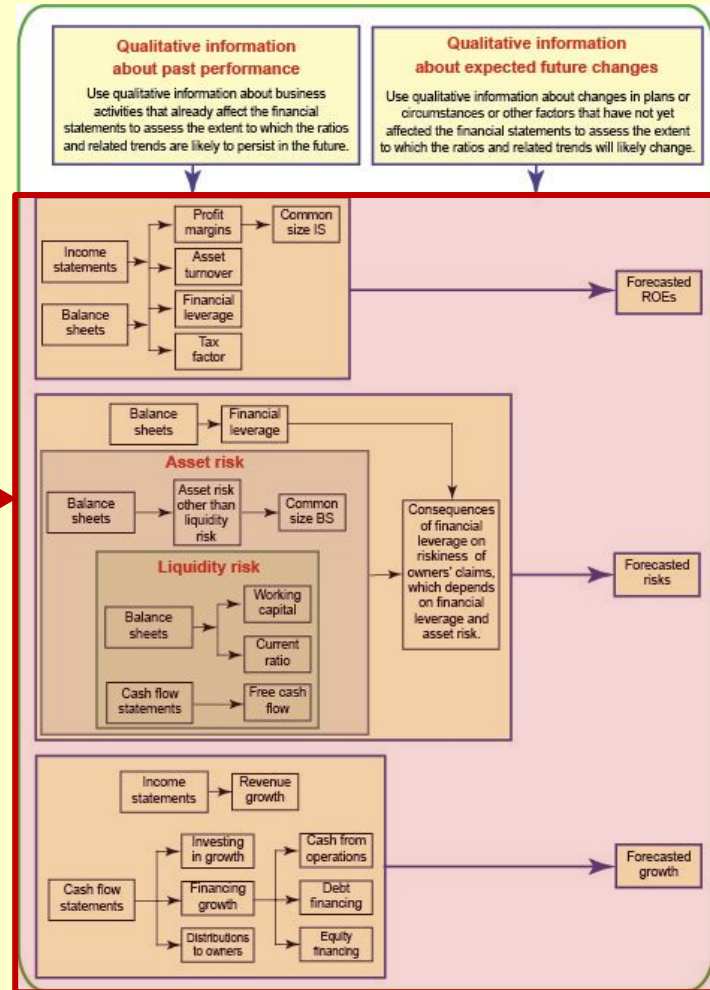 Qualitative information
about past performance
Use qualitative information about business
activities that already affect the financial
statements to assess the extent to which the ratios
and related trends are likely to persist in the future.
Qualitative information
about expected future changes
Use qualitative information about changes in plans or
circumstances or other factors that have not yet
affected the financial statements to assess the extent
to which the ratios and related trends will likely change.
Income
statements
Balance
sheets
Profit
margins
Common
size IS
Asset
turnover
Financial
leverage
Tax
factor
Forecasted
ROEs
Balance
sheets
Financial
leverage
Asset risk
Balance
sheets
Asset risk
other than
liquidity
risk
Common
size BS
Liquidity risk
Balance
sheets
Working
capital
Current
ratio
Cash flow
statements
Free cash
flow
Consequences
of financial
leverage on
riskiness of
owners' claims,
which depends
on financial
leverage and
asset risk.
Forecasted
risks
Income
statements
Revenue
growth
Cash flow
statements
Investing
in growth
Financing
growth
Distributions
to owners
Cash from
operations
Debt
financing
Equity
financing
Forecasted
growth